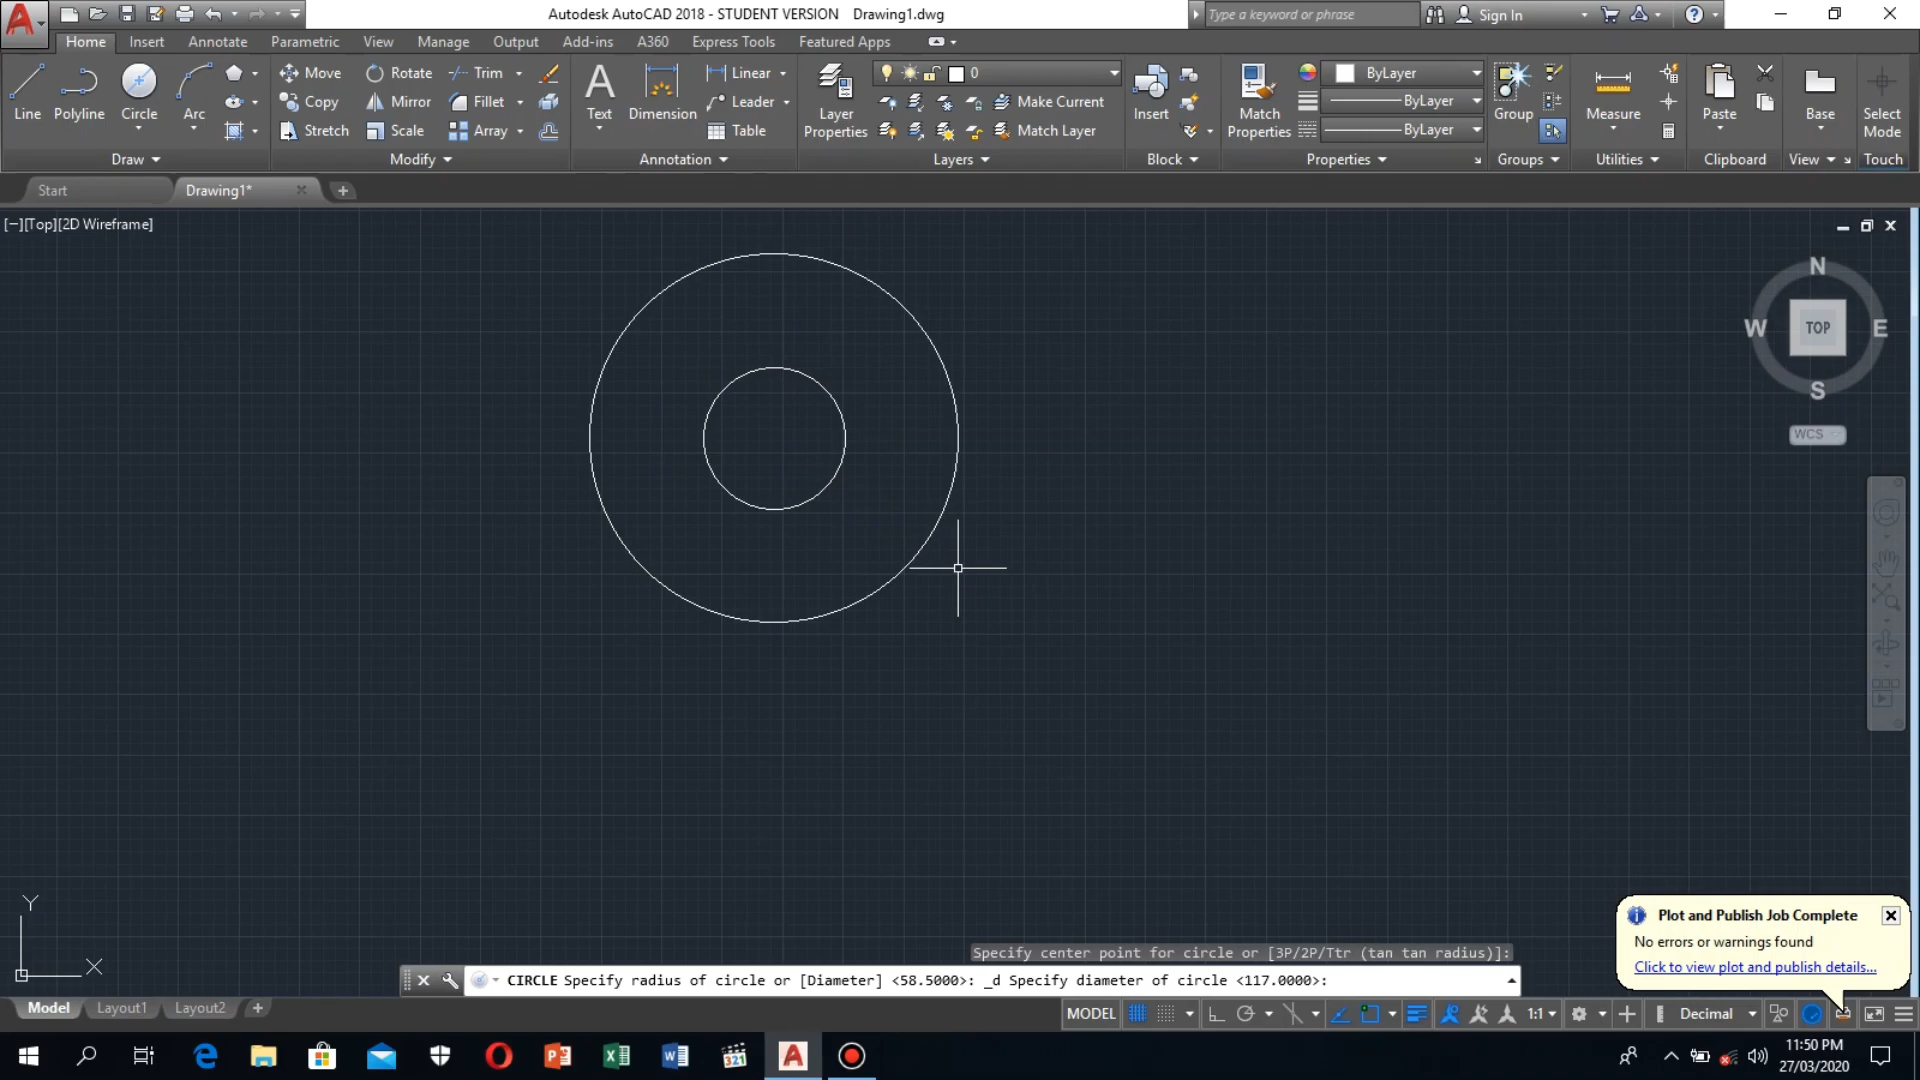 Autodesk AutoCAD 2018 - STUDENT VERSION Drawing1.dwg
Type a keyword or phrase
Sign In
Home Insert Annotate Parametric View Manage Output Add-ins A360 Express Tools Featured Apps
Line Polyline Circle Arc
Move Rotate Trim
Copy Mirror Fillet
Stretch Scale Array
Text Dimension
Linear
Leader
Table
Layer Properties
0
Make Current
Match Layer
Insert
Match Properties
ByLayer
ByLayer
ByLayer
Group
Measure
Paste
Base
Select Mode
Draw Modify Annotation Layers Block Properties Groups Utilities Clipboard View Touch
Start Drawing1*
[−][Top][2D Wireframe]
N
W TOP E
S
WCS
Y
X
Plot and Publish Job Complete
No errors or warnings found
Click to view plot and publish details...
Specify center point for circle or [3P/2P/Ttr (tan tan radius)]:
CIRCLE Specify radius of circle or [Diameter] <58.5000>: _d Specify diameter of circle <117.0000>:
Model Layout1 Layout2
MODEL 1:1 Decimal
321
11:50 PM
27/03/2020